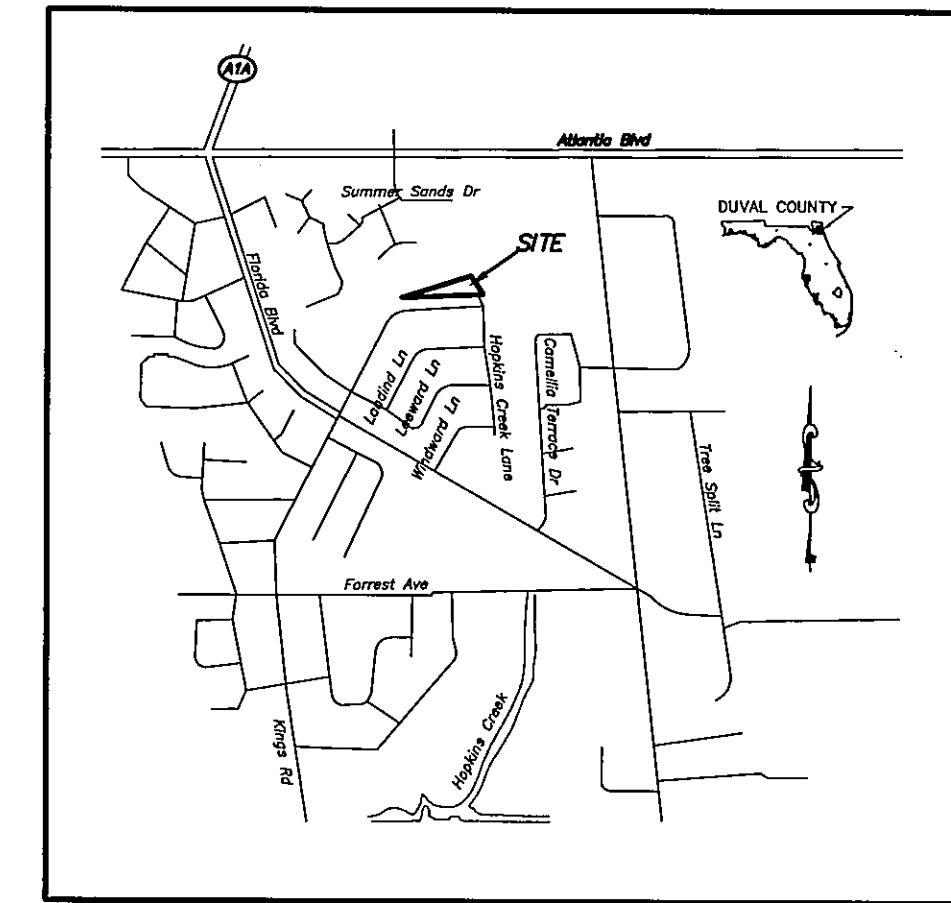 A1A
Atlantic Blvd
Summer Sands Dr
DUVAL COUNTY
SITE
Florida Blvd
Landind Ln
Leeward Ln
Windward Ln
Hopkins Creek Lane
Camellia Terrace Dr
Tree Split Ln
Forrest Ave
Kings Rd
Hopkins Creek